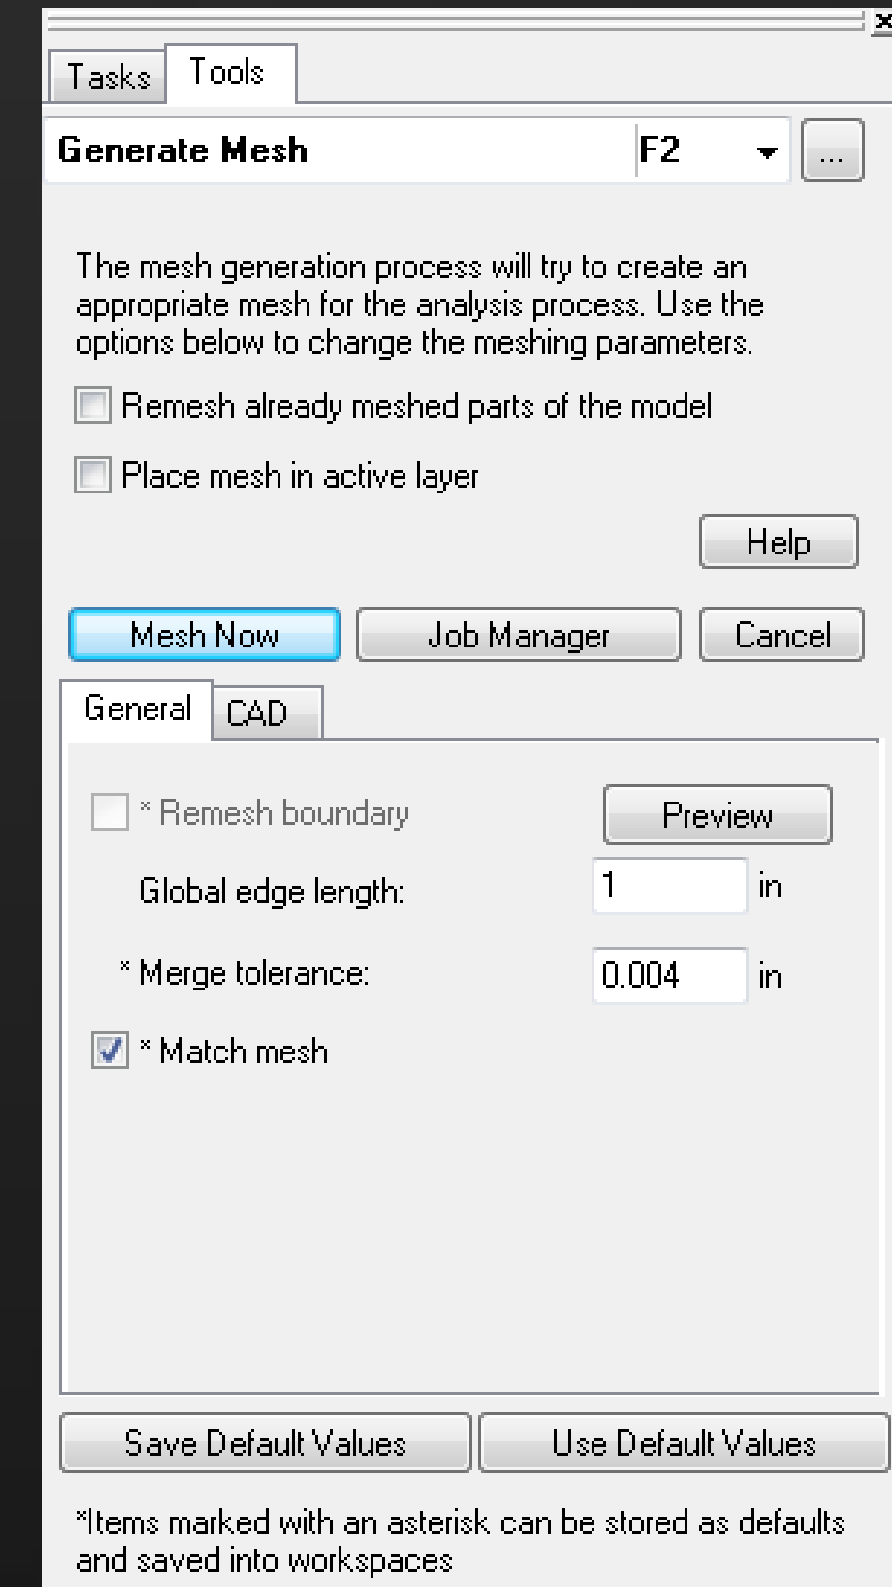 Tasks Tools
Generate Mesh F2 ...
The mesh generation process will try to create an
appropriate mesh for the analysis process. Use the
options below to change the meshing parameters.
Remesh already meshed parts of the model
Place mesh in active layer
Help
Mesh Now Job Manager Cancel
General CAD
* Remesh boundary Preview
Global edge length: 1 in
* Merge tolerance: 0.004 in
* Match mesh
Save Default Values Use Default Values
*Items marked with an asterisk can be stored as defaults
and saved into workspaces